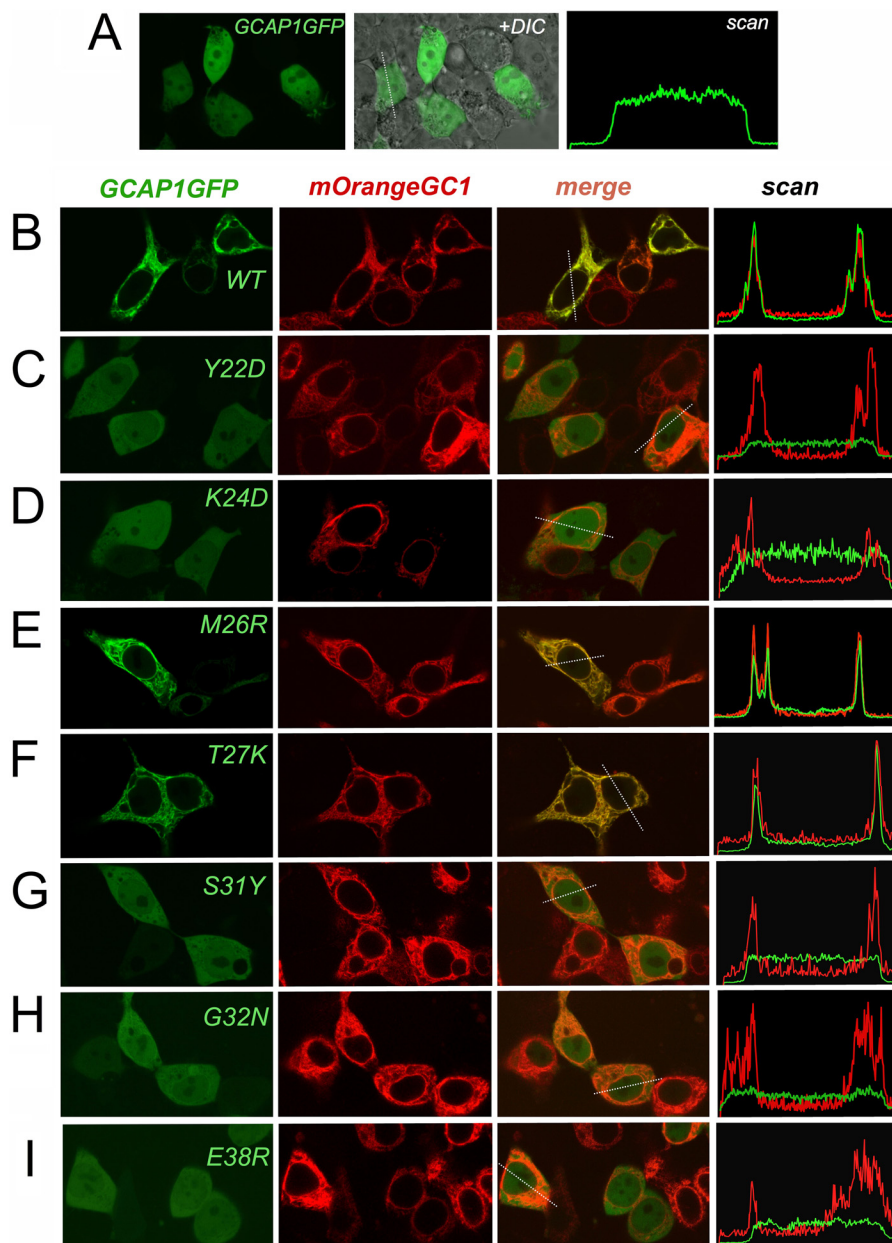 A GCAP1GFP +DIC scan
GCAP1GFP mOrangeGC1 merge scan
B WT
C Y22D
D K24D
E M26R
F T27K
G S31Y
H G32N
I E38R